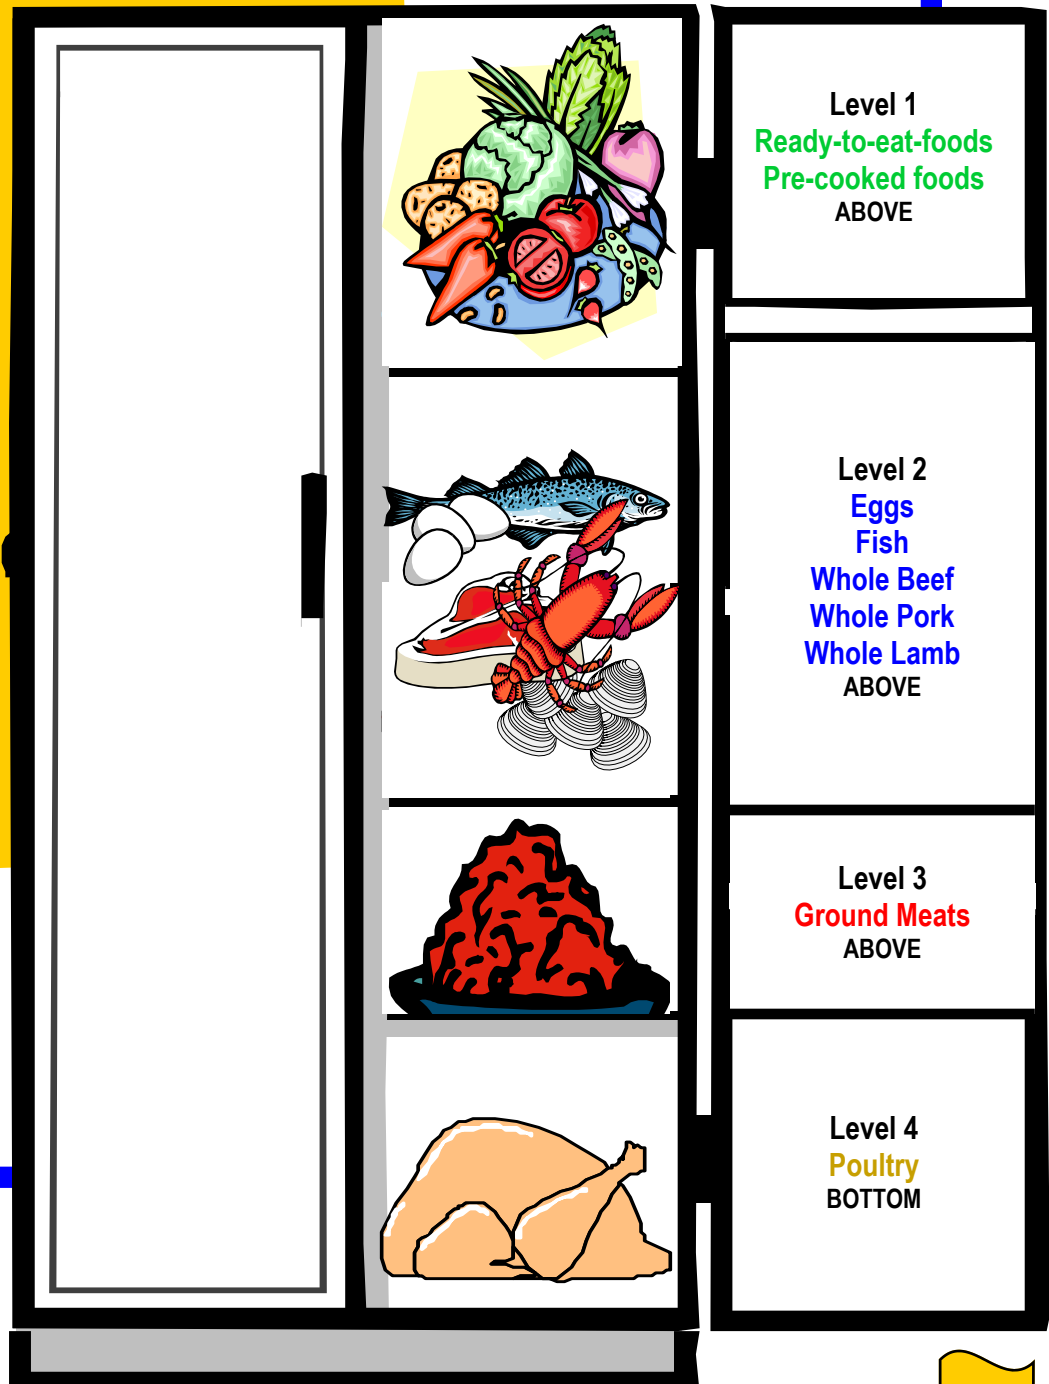 Level 1
Ready-to-eat-foods
Pre-cooked foods
ABOVE
Level 2
Eggs
Fish
Whole Beef
Whole Pork
Whole Lamb
ABOVE
Level 3
Ground Meats
ABOVE
Level 4
Poultry
BOTTOM